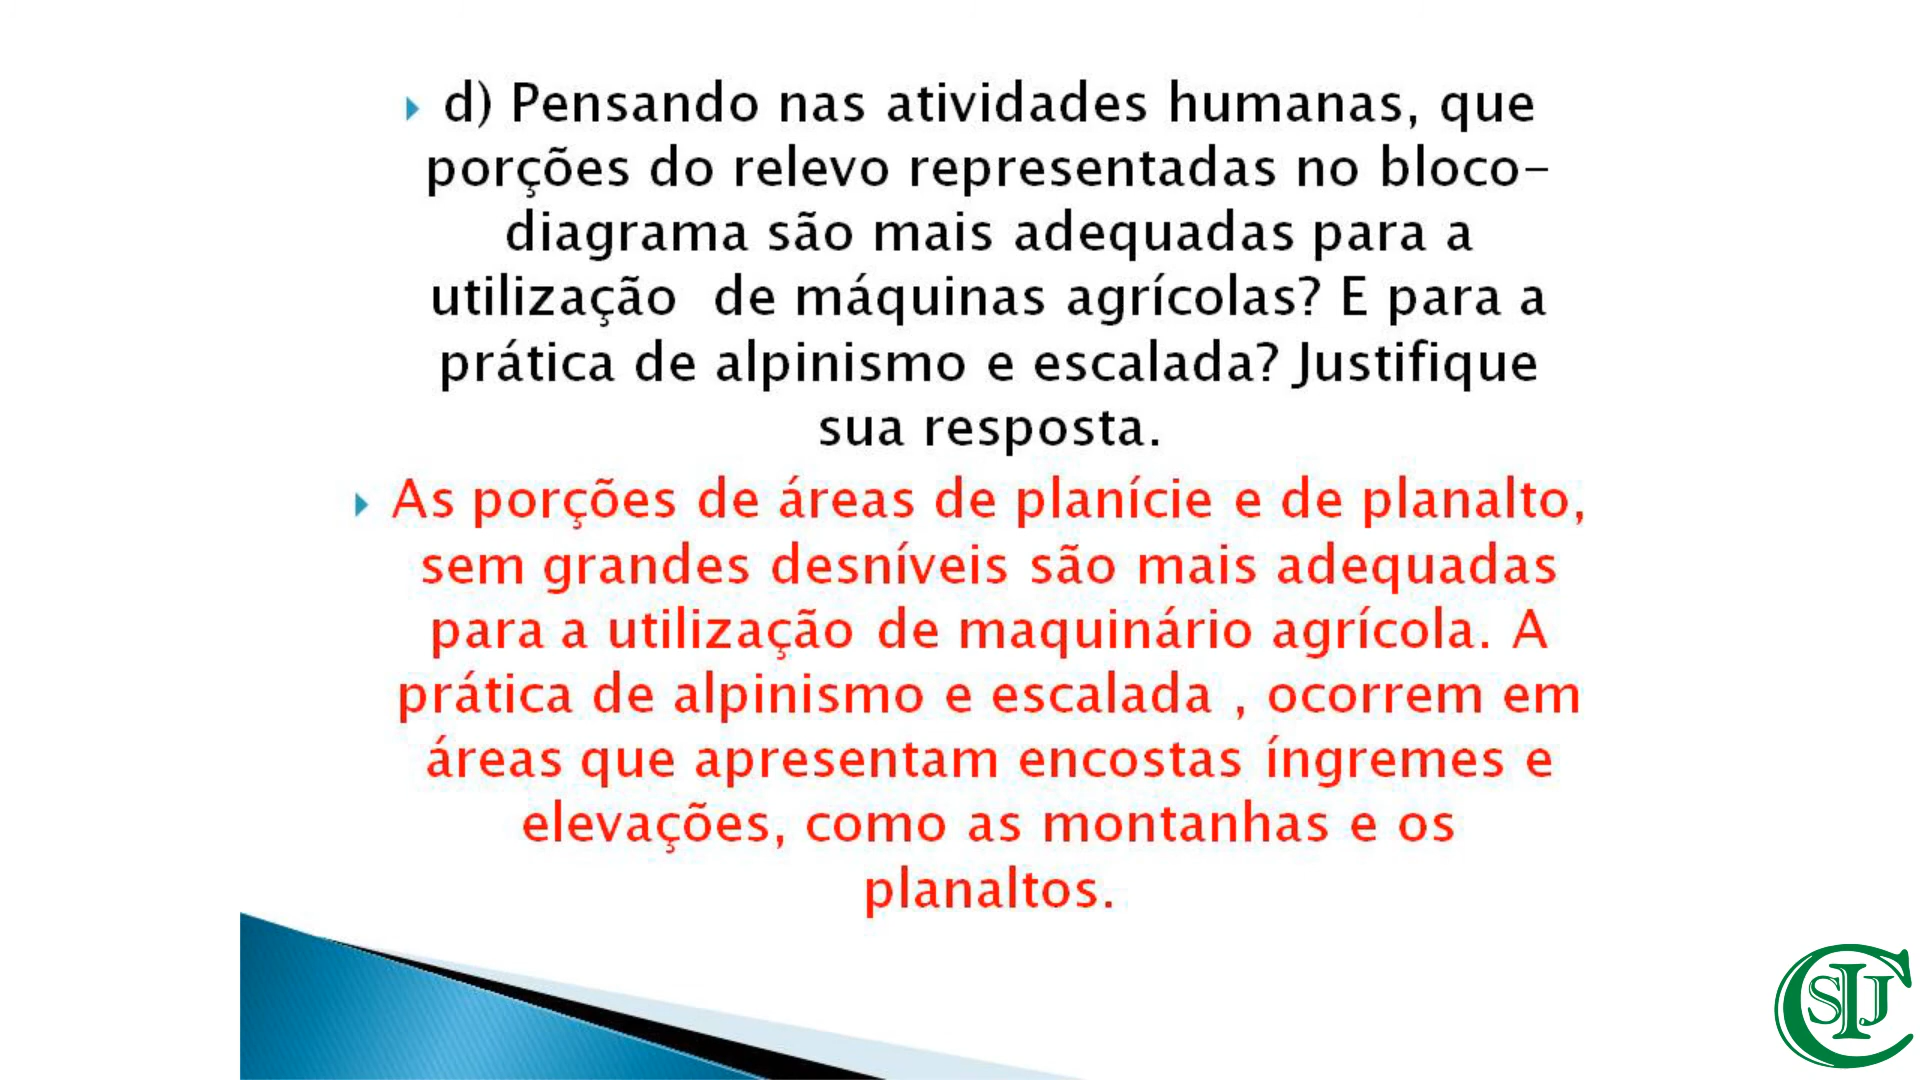 d) Pensando nas atividades humanas, que
porções do relevo representadas no bloco-
diagrama são mais adequadas para a
utilização de máquinas agrícolas? E para a
prática de alpinismo e escalada? Justifique
sua resposta.
As porções de áreas de planície e de planalto,
sem grandes desníveis são mais adequadas
para a utilização de maquinário agrícola. A
prática de alpinismo e escalada , ocorrem em
áreas que apresentam encostas íngremes e
elevações, como as montanhas e os
planaltos.
CSIJ